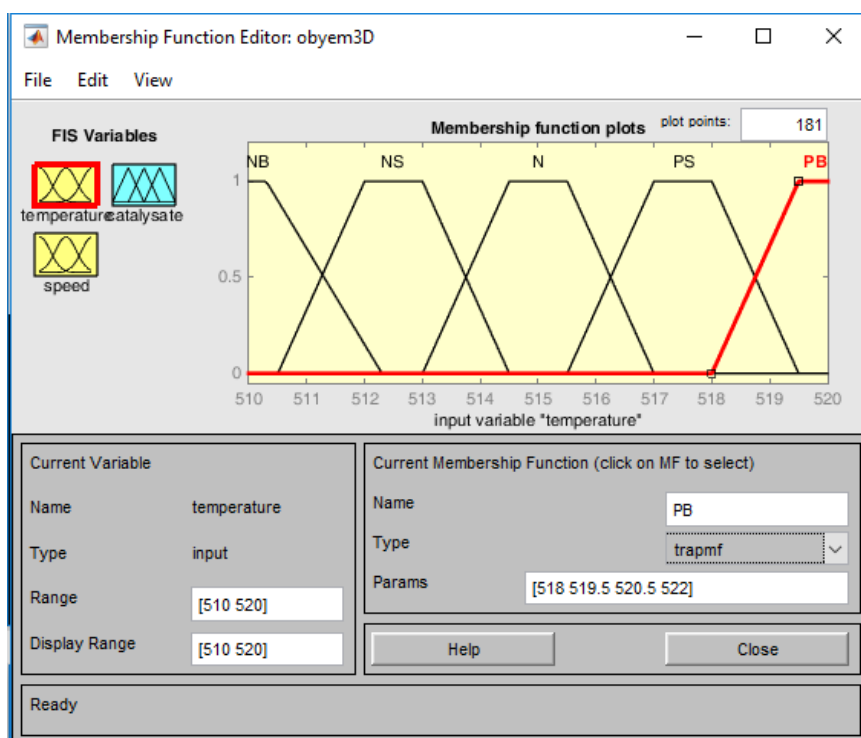 Membership Function Editor: obyem3D
File Edit View
FIS Variables
temperature
catalysate
speed
Membership function plots
plot points:
181
NB NS N PS PB
1
0.5
0
510 511 512 513 514 515 516 517 518 519 520
input variable "temperature"
Current Variable
Name temperature
Type input
Range [510 520]
Display Range [510 520]
Current Membership Function (click on MF to select)
Name PB
Type trapmf
Params [518 519.5 520.5 522]
Help Close
Ready